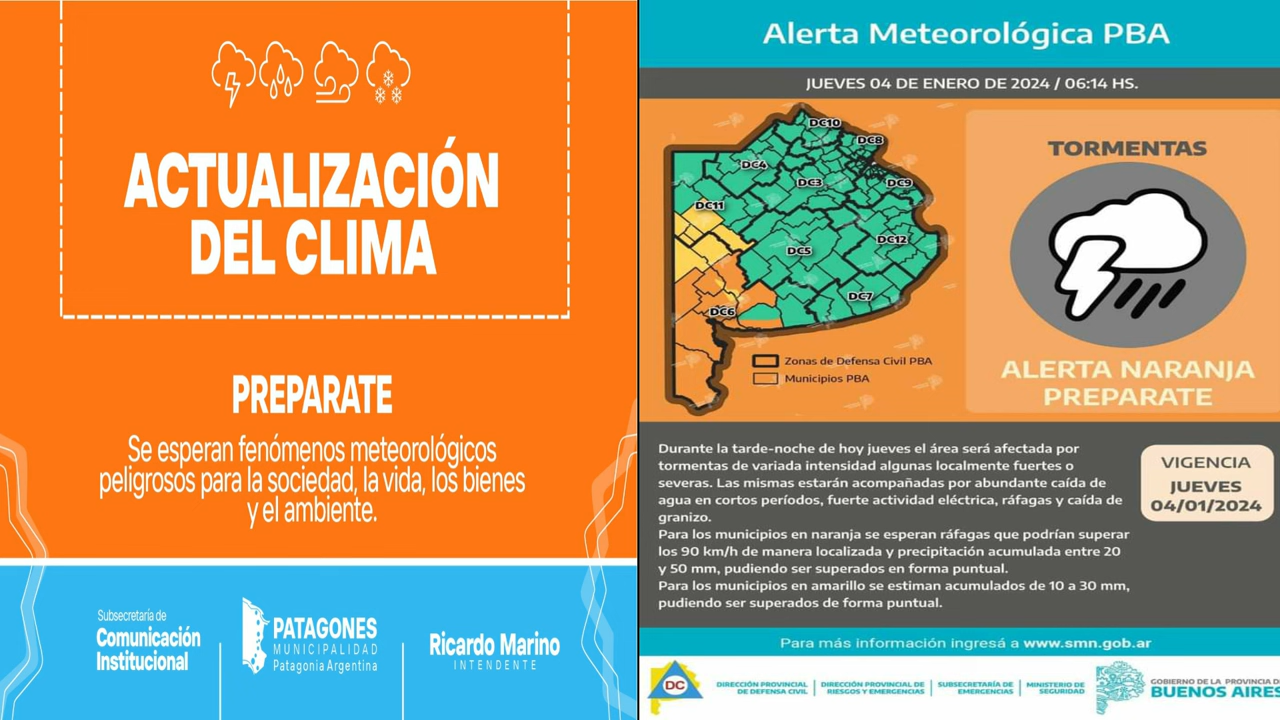 ACTUALIZACIÓN
DEL CLIMA
PREPARATE
Se esperan fenómenos meteorológicos
peligrosos para la sociedad, la vida, los bienes
y el ambiente.
Subsecretaría de
Comunicación
Institucional
PATAGONES
MUNICIPALIDAD
Patagonia Argentina
Ricardo Marino
INTENDENTE
Alerta Meteorológica PBA
JUEVES 04 DE ENERO DE 2024 / 06:14 HS.
DC10
DC8
DC4
DC3
DC9
DC11
DC5
DC12
DC7
DC6
Zonas de Defensa Civil PBA
Municipios PBA
TORMENTAS
ALERTA NARANJA
PREPARATE
Durante la tarde-noche de hoy jueves el área será afectada por
tormentas de variada intensidad algunas localmente fuertes o
severas. Las mismas estarán acompañadas por abundante caída de
agua en cortos períodos, fuerte actividad eléctrica, ráfagas y caída de
granizo.
Para los municipios en naranja se esperan ráfagas que podrían superar
los 90 km/h de manera localizada y precipitación acumulada entre 20
y 50 mm, pudiendo ser superados en forma puntual.
Para los municipios en amarillo se estiman acumulados de 10 a 30 mm,
pudiendo ser superados de forma puntual.
VIGENCIA
JUEVES
04/01/2024
Para más información ingresá a www.smn.gob.ar
DC
DIRECCIÓN PROVINCIAL
DE DEFENSA CIVIL
DIRECCIÓN PROVINCIAL DE
RIESGOS Y EMERGENCIAS
SUBSECRETARÍA DE
EMERGENCIAS
MINISTERIO DE
SEGURIDAD
GOBIERNO DE LA PROVINCIA DE
BUENOS AIRES